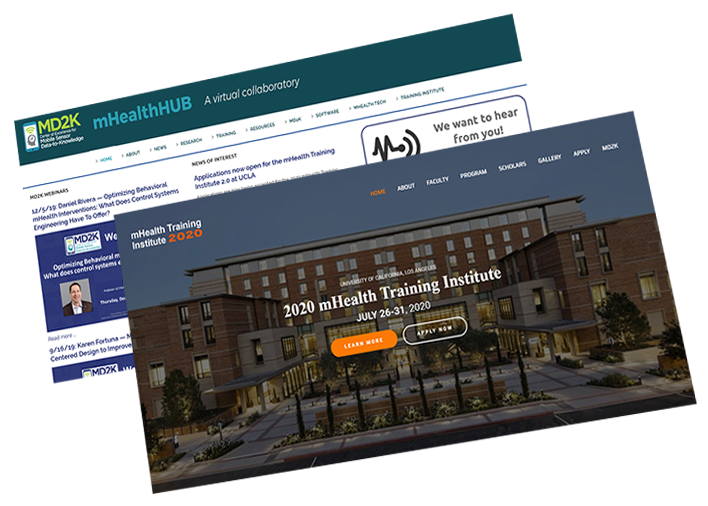 MD2K
Center of Excellence for
Mobile Sensor
Data-to-Knowledge
mHealthHUB A virtual collaboratory
HOME ABOUT NEWS RESEARCH TRAINING RESOURCES MD2K SOFTWARE MHEALTH TECH TRAINING INSTITUTE
MD2K WEBINARS
12/5/19: Daniel Rivera — Optimizing Behavioral
mHealth Interventions: What Does Control Systems
Engineering Have To Offer?
MD2K We
Optimizing Behavioral m
What does control systems e
Thursday, De
Read more ...
9/16/19: Karen Fortuna — M
Centered Design to Improve
MD2K
NEWS OF INTEREST
Applications now open for the mHealth Training
Institute 2.0 at UCLA
We want to hear
from you!
mHealth Training
Institute 2020
HOME ABOUT FACULTY PROGRAM SCHOLARS GALLERY APPLY MD2K
UNIVERSITY OF CALIFORNIA, LOS ANGELES
2020 mHealth Training Institute
JULY 26-31, 2020
LEARN MORE APPLY NOW